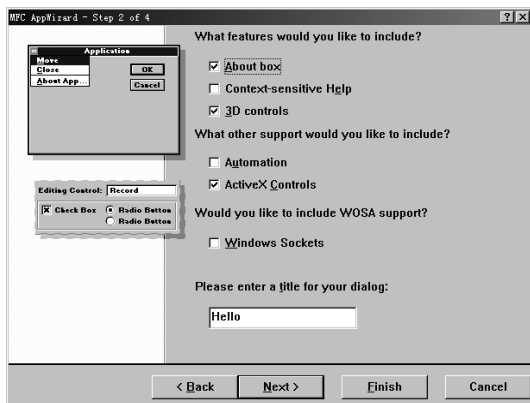 MFC AppWizard - Step 2 of 4
Application
Move
Close
About App...
OK
Cancel
Editing Control: Record
Check Box
Radio Button
Radio Button
What features would you like to include?
About box
Context-sensitive Help
3D controls
What other support would you like to include?
Automation
ActiveX Controls
Would you like to include WOSA support?
Windows Sockets
Please enter a title for your dialog:
Hello
< Back
Next >
Finish
Cancel